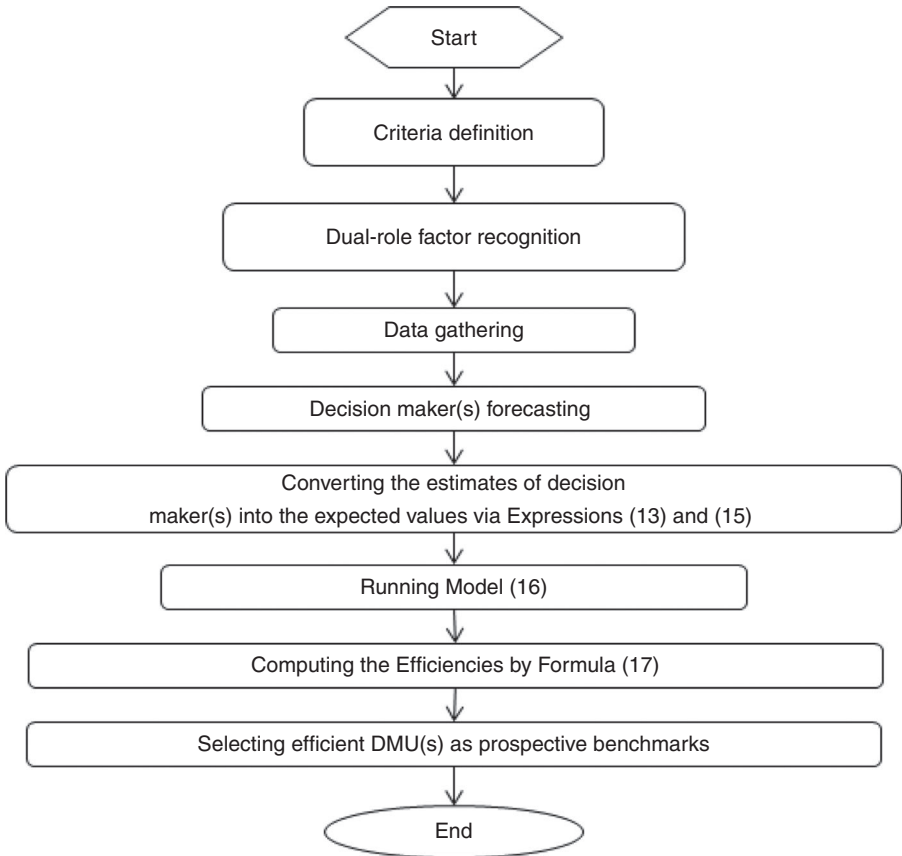 Start
Criteria definition
Dual-role factor recognition
Data gathering
Decision maker(s) forecasting
Converting the estimates of decision
maker(s) into the expected values via Expressions (13) and (15)
Running Model (16)
Computing the Efficiencies by Formula (17)
Selecting efficient DMU(s) as prospective benchmarks
End